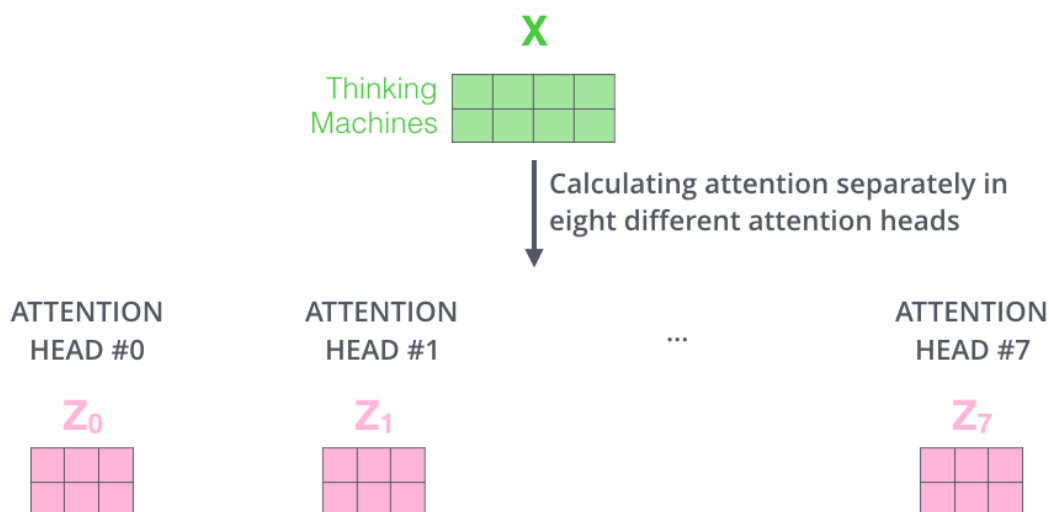 X
Thinking
Machines
Calculating attention separately in
eight different attention heads
ATTENTION
HEAD #0
ATTENTION
HEAD #1
...
ATTENTION
HEAD #7
Z0
Z1
Z7